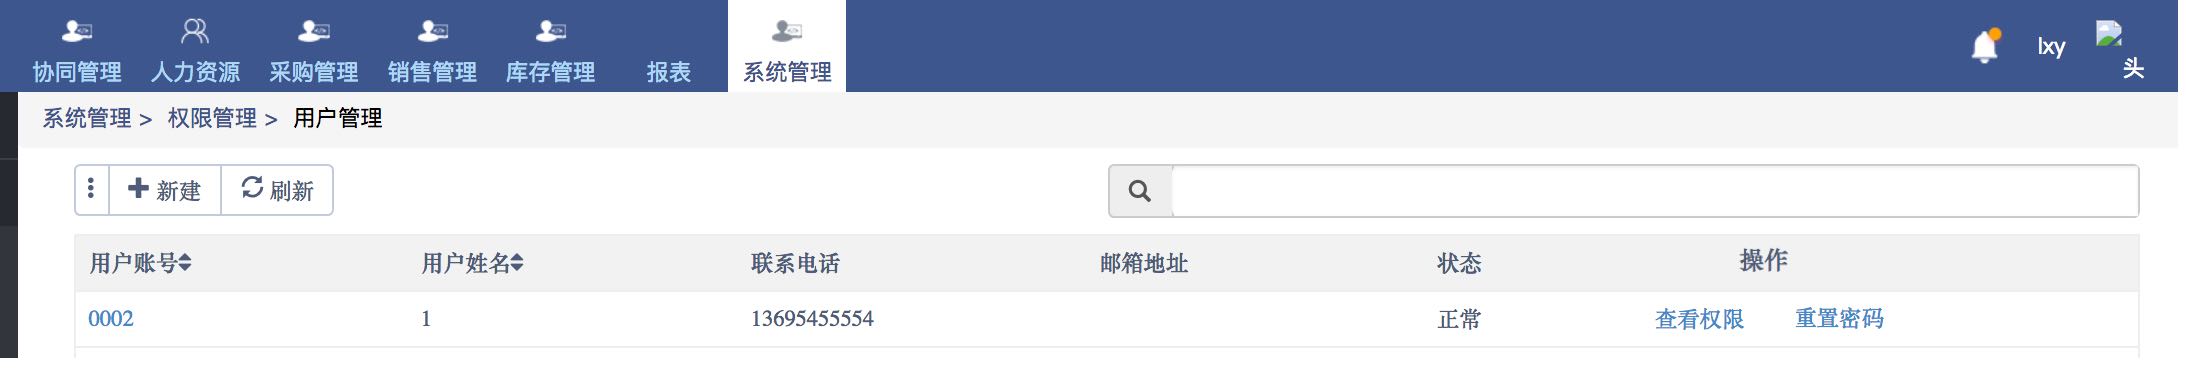 协同管理 人力资源 采购管理 销售管理 库存管理 报表 系统管理 lxy 头
系统管理 > 权限管理 > 用户管理
新建 刷新
用户账号 用户姓名 联系电话 邮箱地址 状态 操作
0002 1 13695455554 正常 查看权限 重置密码